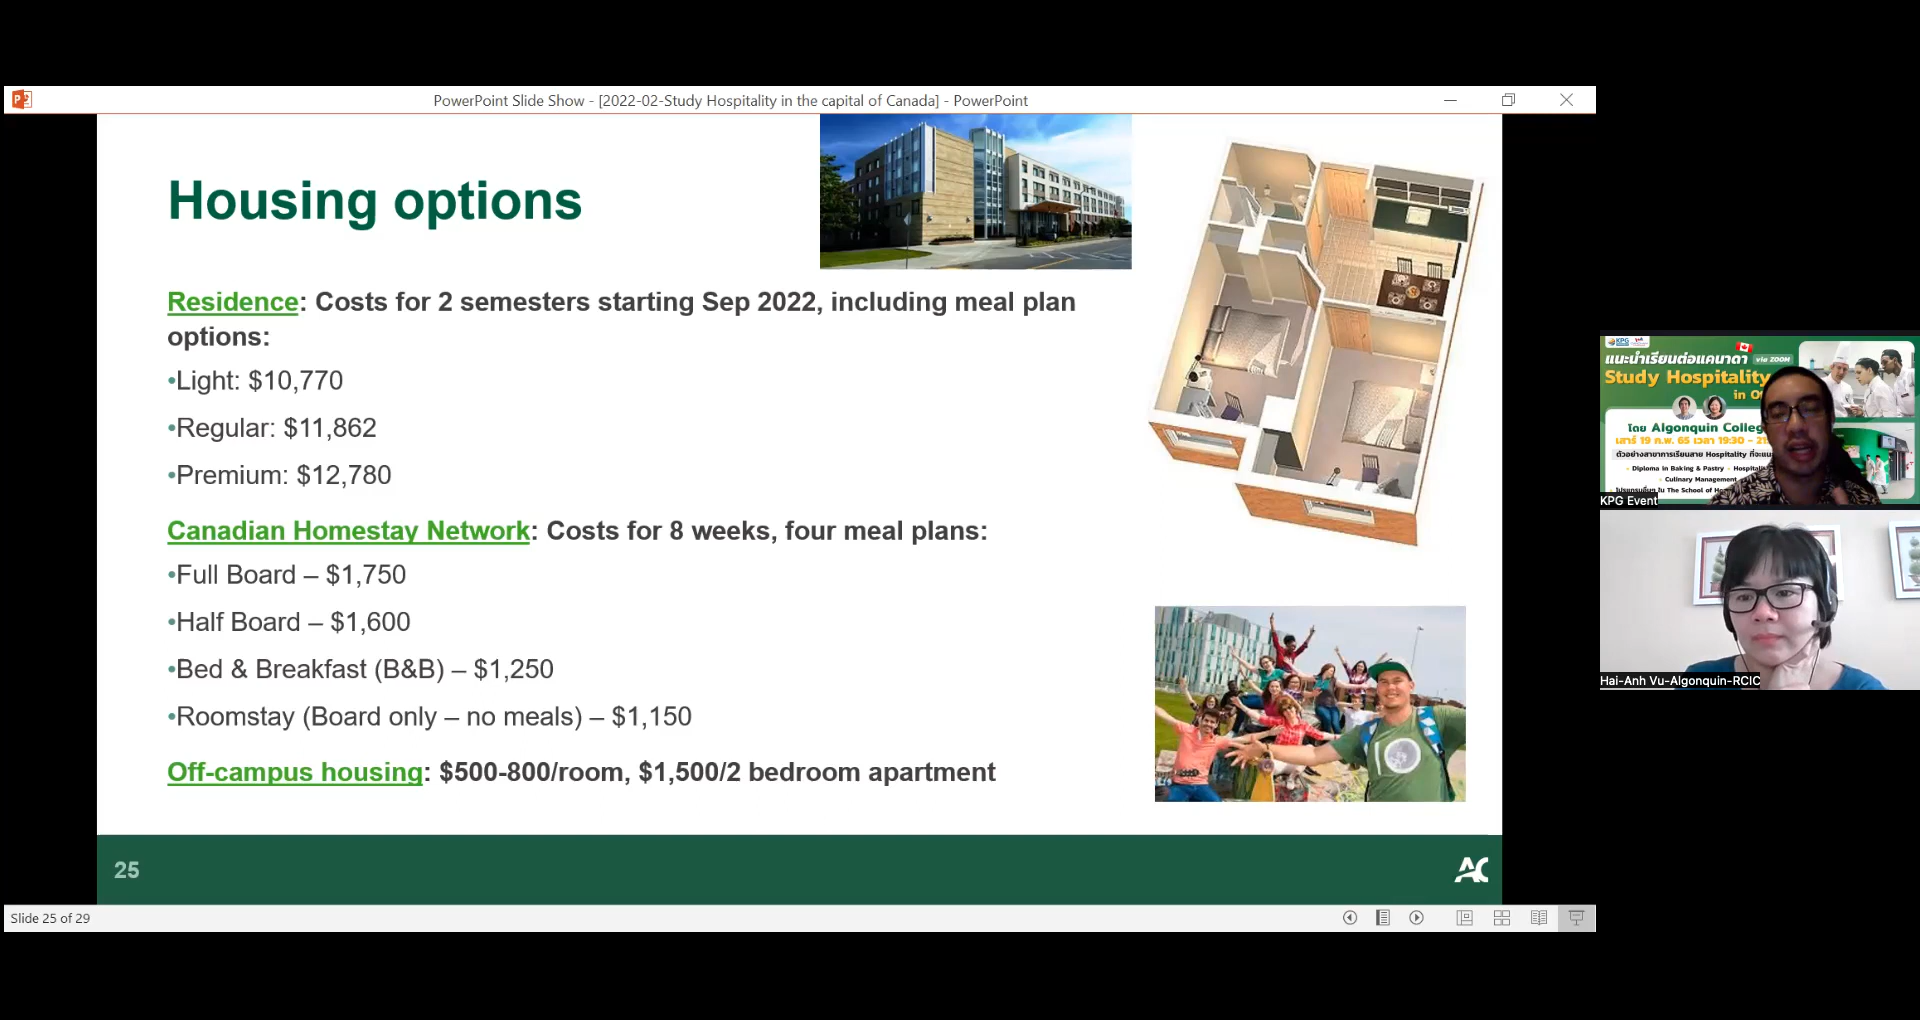 PowerPoint Slide Show - [2022-02-Study Hospitality in the capital of Canada] - PowerPoint
Housing options
Residence: Costs for 2 semesters starting Sep 2022, including meal plan
options:
•Light: $10,770
•Regular: $11,862
•Premium: $12,780
Canadian Homestay Network: Costs for 8 weeks, four meal plans:
•Full Board – $1,750
•Half Board – $1,600
•Bed & Breakfast (B&B) – $1,250
•Roomstay (Board only – no meals) – $1,150
Off-campus housing: $500-800/room, $1,500/2 bedroom apartment
25
AC
Slide 25 of 29
KPG
แนะนำเรียนต่อแคนาดา via ZOOM
Study Hospitality
in
โดย Algonquin
เสาร์ 19 ก.พ. 65 เวลา 19:30 -
ตัวอย่างสาขาการเรียนสาย Hospitality
Diploma in Baking & Pastry
Culinary Management
The School of
KPG Event
Hai-Anh Vu-Algonquin-RCIC